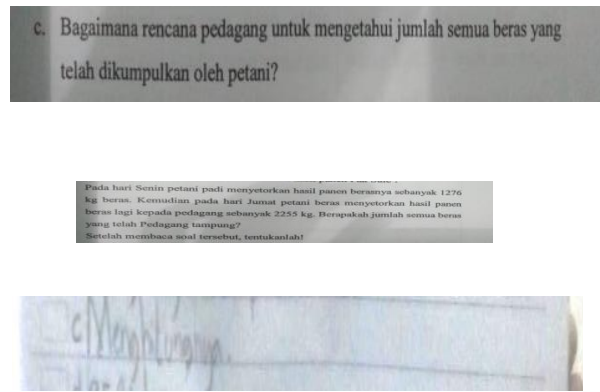 c. Bagaimana rencana pedagang untuk mengetahui jumlah semua beras yang
telah dikumpulkan oleh petani?
Pada hari Senin petani padi menyetorkan hasil panen berasnya sebanyak 1276
kg beras. Kemudian pada hari Jumat petani beras menyetorkan hasil panen
beras lagi kepada pedagang sebanyak 2255 kg. Berapakah jumlah semua beras
yang telah Pedagang tampung?
Setelah membaca soal tersebut, tentukanlah!
c Menghitungnya.